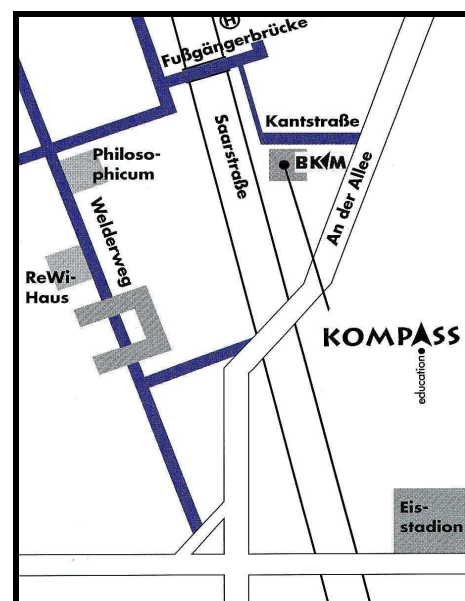 H
Fußgängerbrücke
Kantstraße
Saarstraße
BKM
Philoso-
phicum
An der Allee
Welderweg
ReWi-
Haus
KOMPASS
education
Eis-
stadion